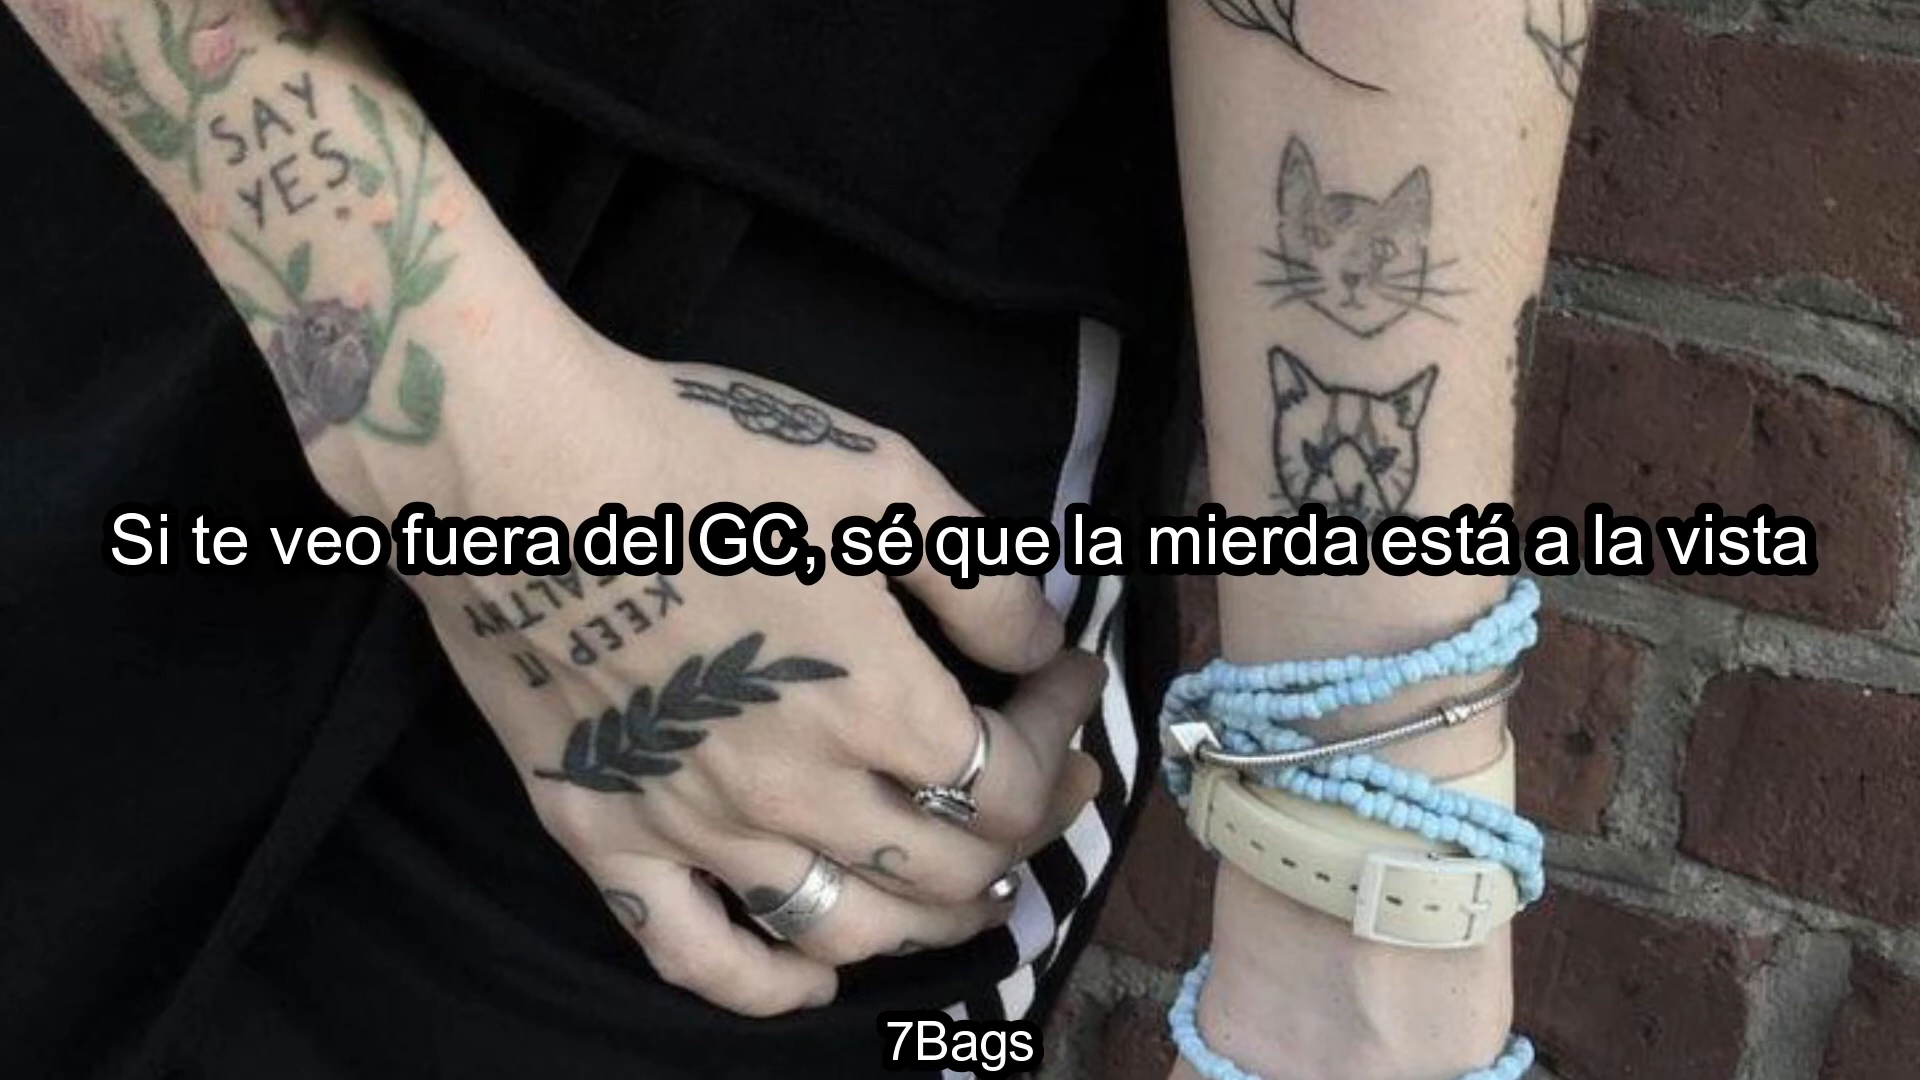 SAY
YES
Si te veo fuera del GC, sé que la mierda está a la vista
KEEP IT
7Bags